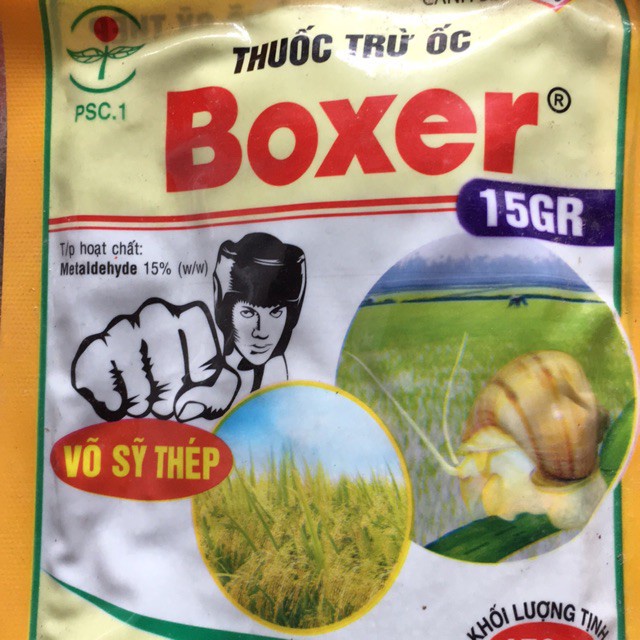 THUỐC TRỪ ỐC
PSC.1
Boxer®
15GR
T/p hoạt chất:
Metaldehyde 15% (w/w)
VÕ SỸ THÉP
KHỐI LƯỢNG TỊNH